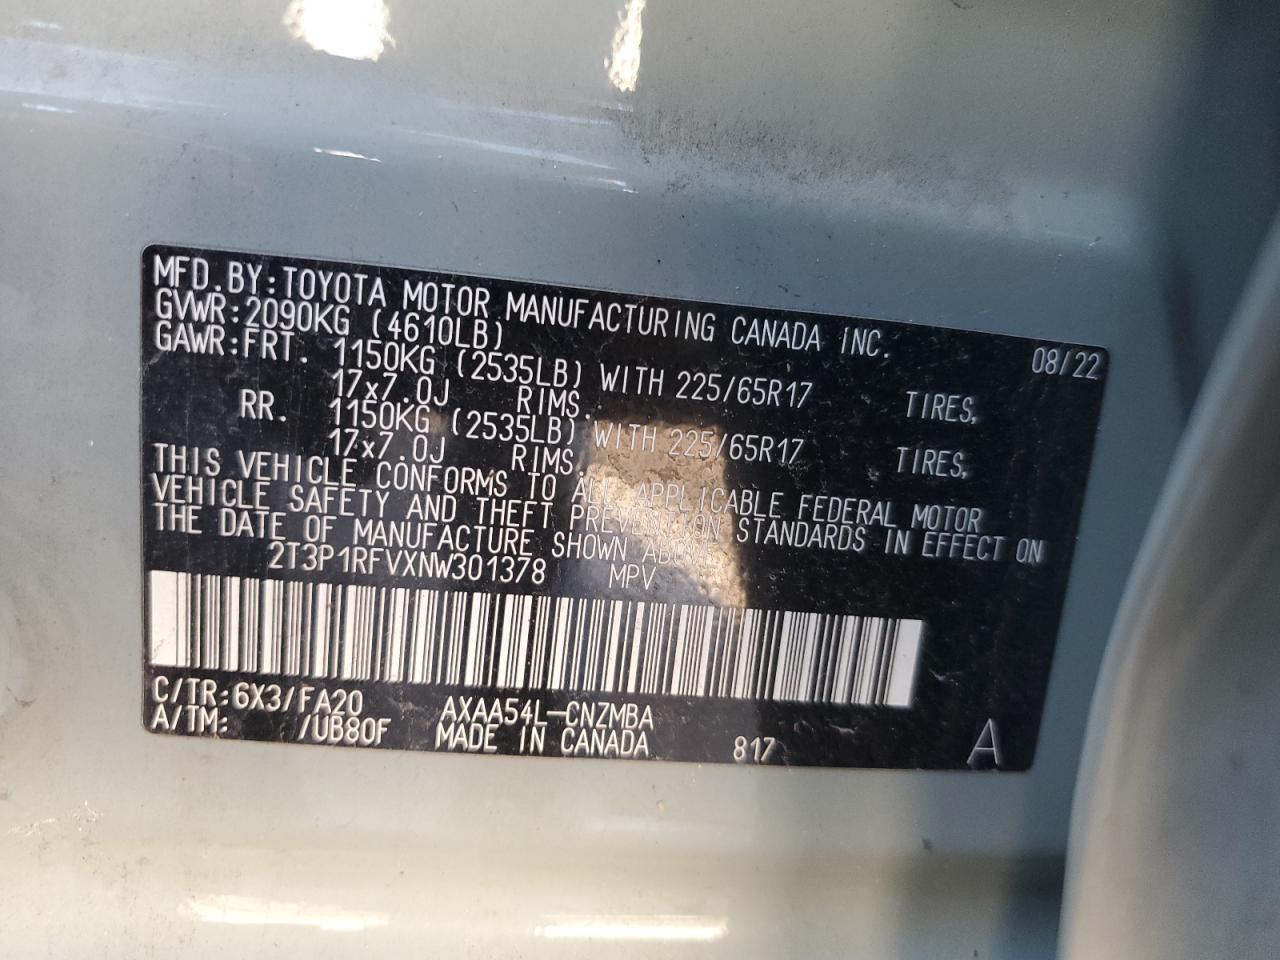 MFD.BY:TOYOTA MOTOR MANUFACTURING CANADA INC. 08/22
GVWR:2090KG (4610LB)
GAWR:FRT. 1150KG (2535LB) WITH 225/65R17 TIRES,
17x7.0J RIMS.
RR. 1150KG (2535LB) WITH 225/65R17 TIRES,
17x7.0J RIMS.
THIS VEHICLE CONFORMS TO ALL APPLICABLE FEDERAL MOTOR
VEHICLE SAFETY AND THEFT PREVENTION STANDARDS IN EFFECT ON
THE DATE OF MANUFACTURE SHOWN ABOVE.
2T3P1RFVXNW301378 MPV
C/TR:6X3/FA20 AXAA54L-CNZMBA
A/TM: /UB80F MADE IN CANADA 817 A